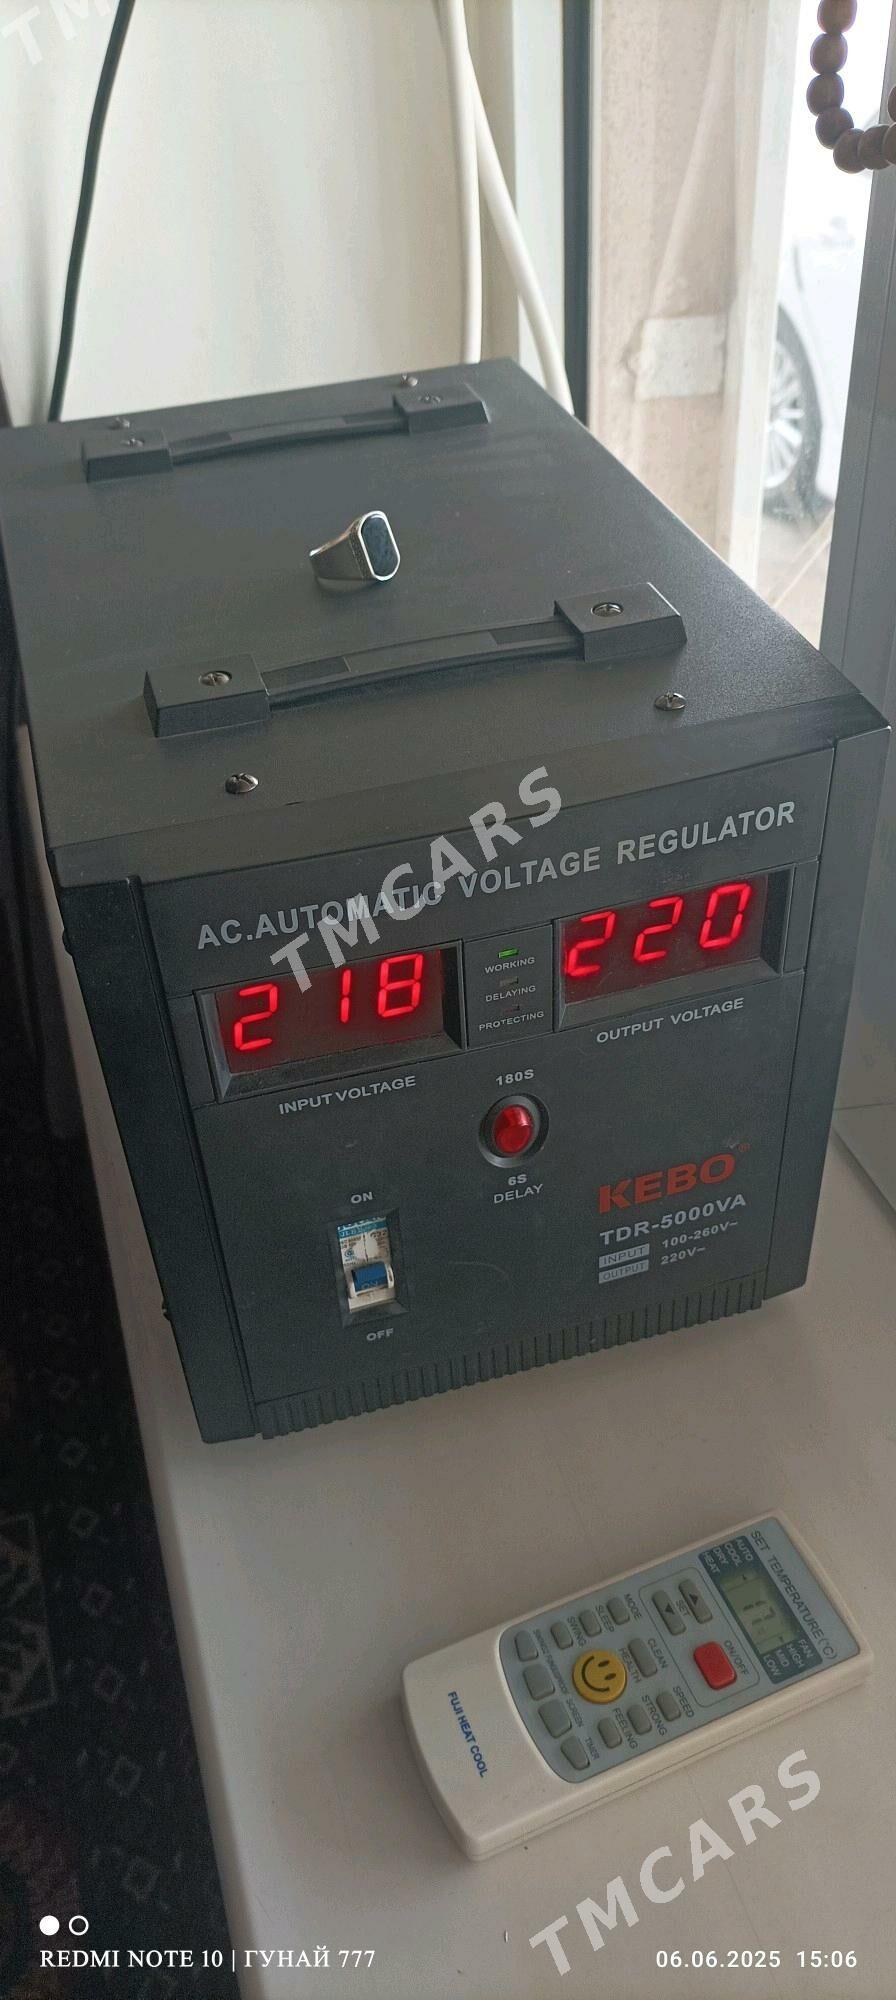 TM
AC.AUTOMATIC VOLTAGE REGULATOR
TMCARS
218
WORKING
DELAYING
PROTECTING
220
INPUT VOLTAGE
OUTPUT VOLTAGE
180S
6S
DELAY
ON
OFF
KEBO®
TDR-5000VA
INPUT 100-260V~
OUTPUT 220V~
SET TEMPERATURE(°C)
AUTO
COOL
DRY
HEAT
FAN
HIGH
MID
LOW
ON/OFF
SET
MODE
SLEEP
SWING
CLEAN
HEALTH
SPEED
STRONG
FEELING
SCREEN
TIMER
FUJI HEAT COOL
TMCARS
REDMI NOTE 10 | ГУНАЙ 777
06.06.2025 15:06